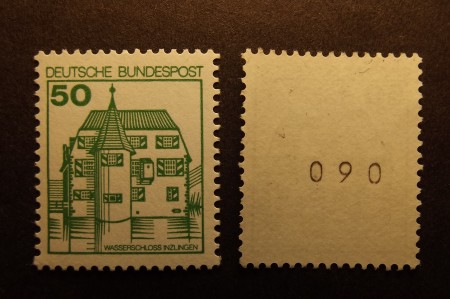 DEUTSCHE BUNDESPOST
50
WASSERSCHLOSS INZLINGEN
090